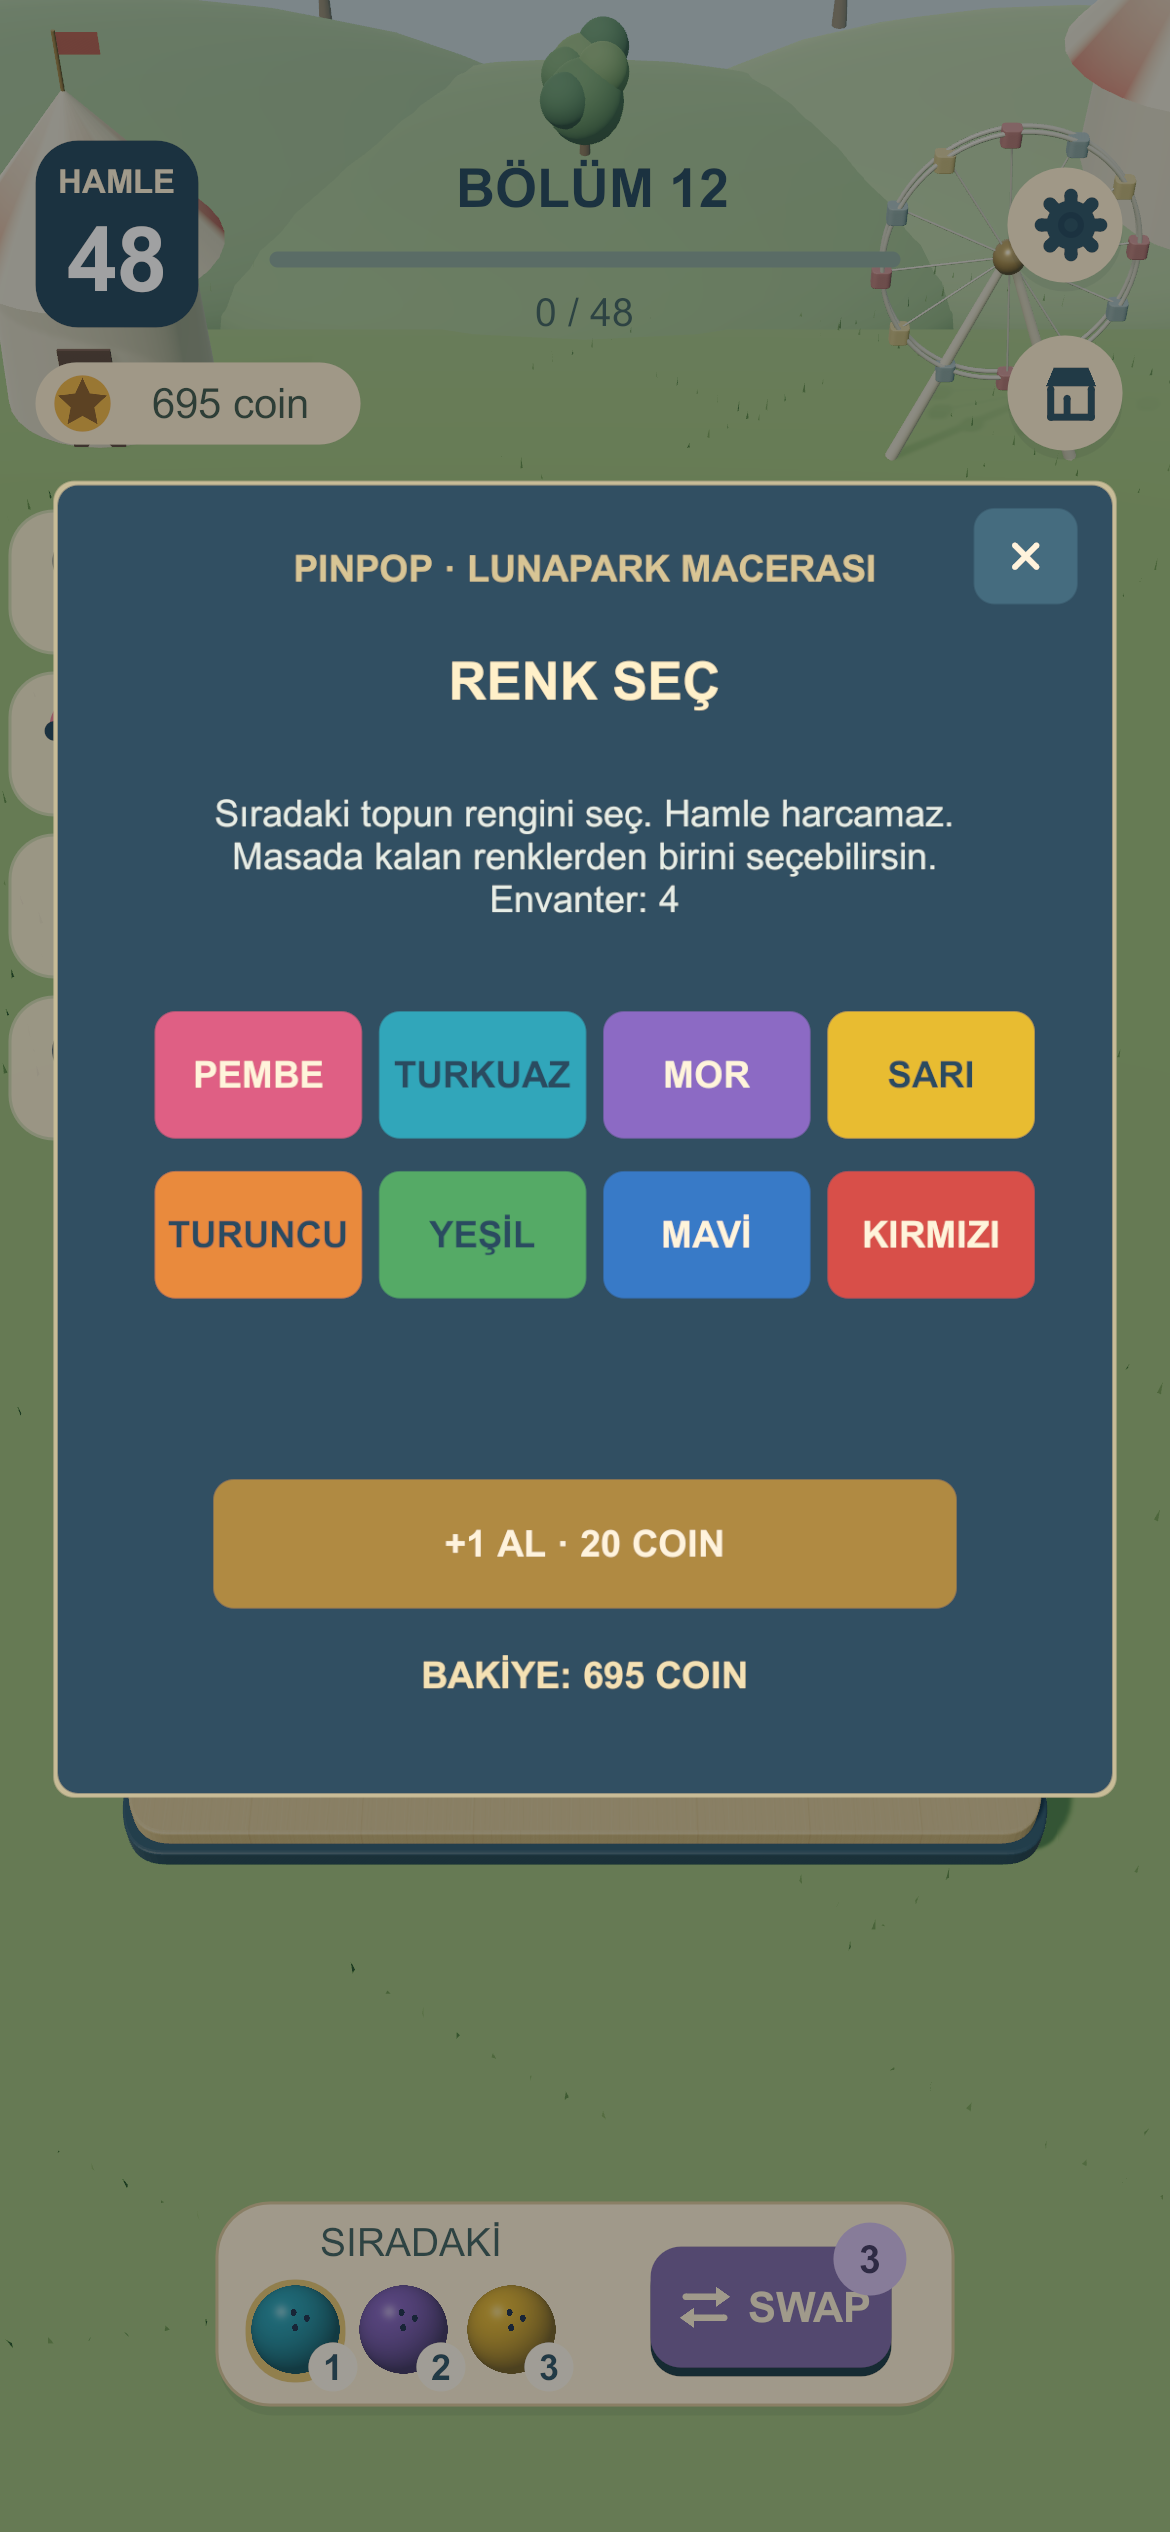 HAMLE
48
BÖLÜM 12
0 / 48
695 coin
PINPOP · LUNAPARK MACERASI
RENK SEÇ
Sıradaki topun rengini seç. Hamle harcamaz.
Masada kalan renklerden birini seçebilirsin.
Envanter: 4
PEMBE
TURKUAZ
MOR
SARI
TURUNCU
YEŞİL
MAVİ
KIRMIZI
+1 AL · 20 COIN
BAKİYE: 695 COIN
SIRADAKİ
1
2
3
SWAP
3